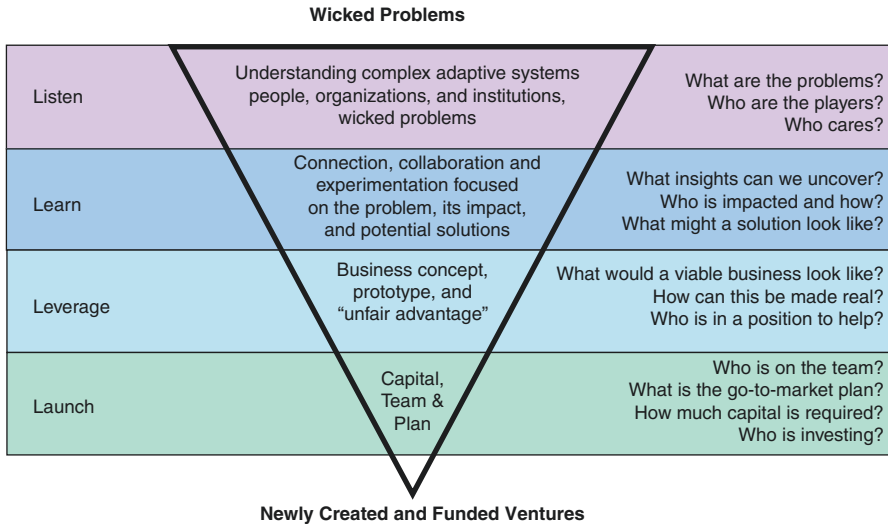 Wicked Problems
Listen
Understanding complex adaptive systems
people, organizations, and institutions,
wicked problems
What are the problems?
Who are the players?
Who cares?
Learn
Connection, collaboration and
experimentation focused
on the problem, its impact,
and potential solutions
What insights can we uncover?
Who is impacted and how?
What might a solution look like?
Leverage
Business concept,
prototype, and
“unfair advantage”
What would a viable business look like?
How can this be made real?
Who is in a position to help?
Launch
Capital,
Team &
Plan
Who is on the team?
What is the go-to-market plan?
How much capital is required?
Who is investing?
Newly Created and Funded Ventures